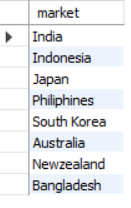 market
India
Indonesia
Japan
Philiphines
South Korea
Australia
Newzealand
Bangladesh